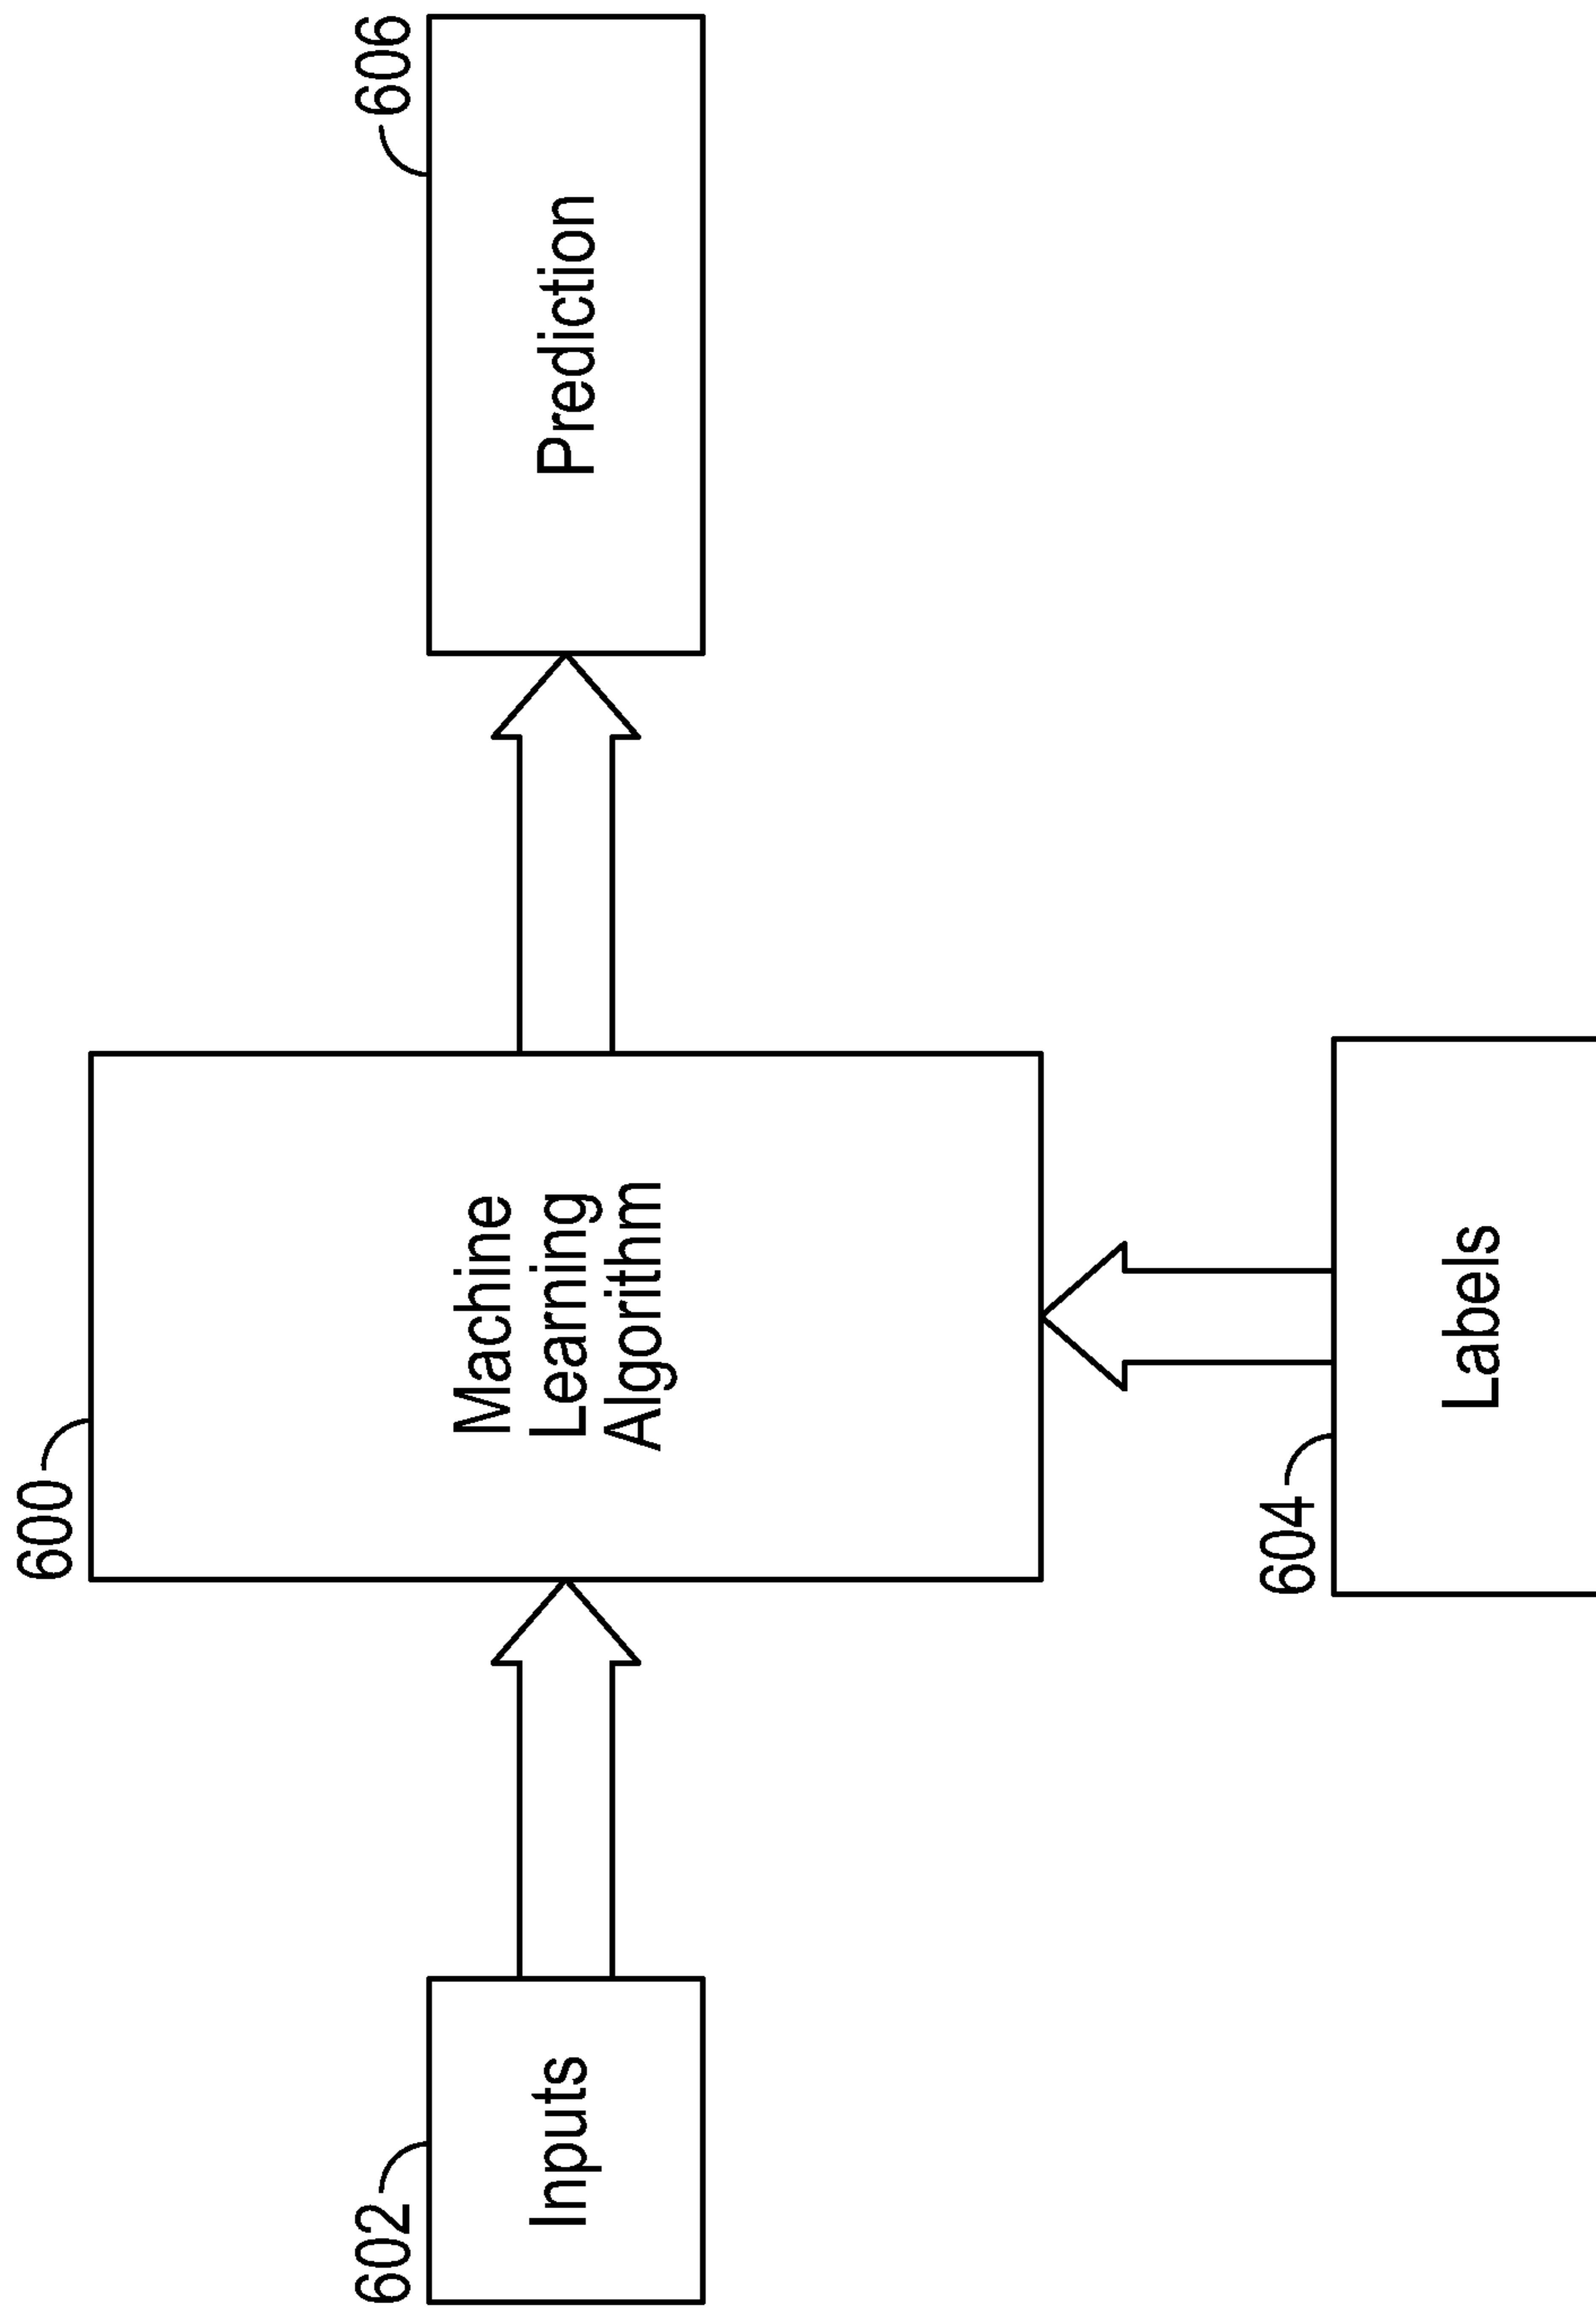 602
Inputs
600
Machine
Learning
Algorithm
606
Prediction
604
Labels